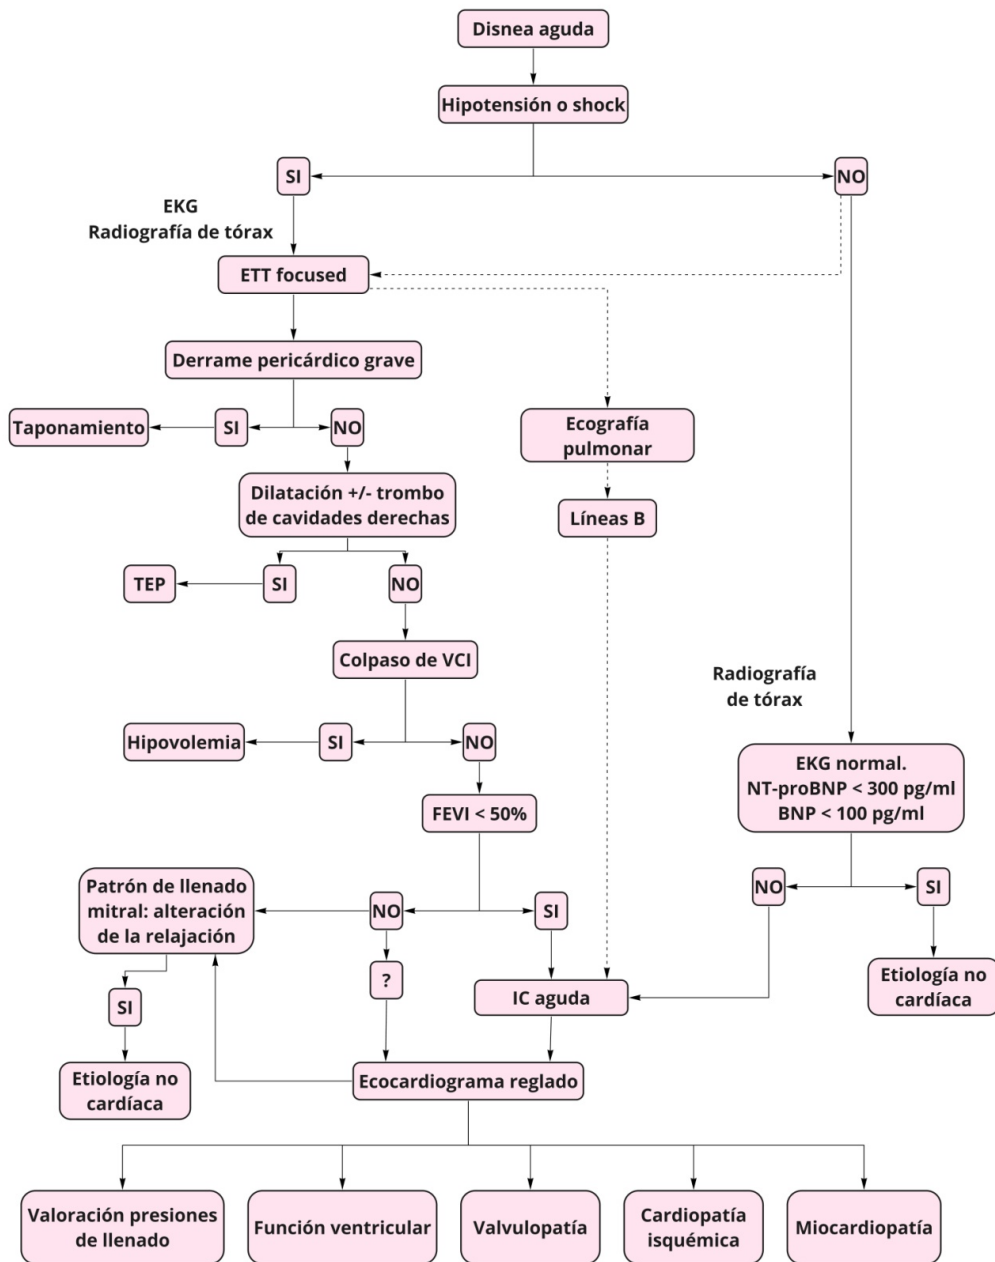 Disnea aguda
Hipotensión o shock
SI
NO
EKG
Radiografía de tórax
ETT focused
Derrame pericárdico grave
Taponamiento
SI
NO
Ecografía
pulmonar
Dilatación +/- trombo
de cavidades derechas
Líneas B
TEP
SI
NO
Colpaso de VCI
Radiografía
de tórax
Hipovolemia
SI
NO
EKG normal.
NT-proBNP < 300 pg/ml
BNP < 100 pg/ml
FEVI < 50%
Patrón de llenado
mitral: alteración
de la relajación
NO
SI
NO
SI
?
IC aguda
Etiología no
cardíaca
SI
Etiología no
cardíaca
Ecocardiograma reglado
Valoración presiones
de llenado
Función ventricular
Valvulopatía
Cardiopatía
isquémica
Miocardiopatía